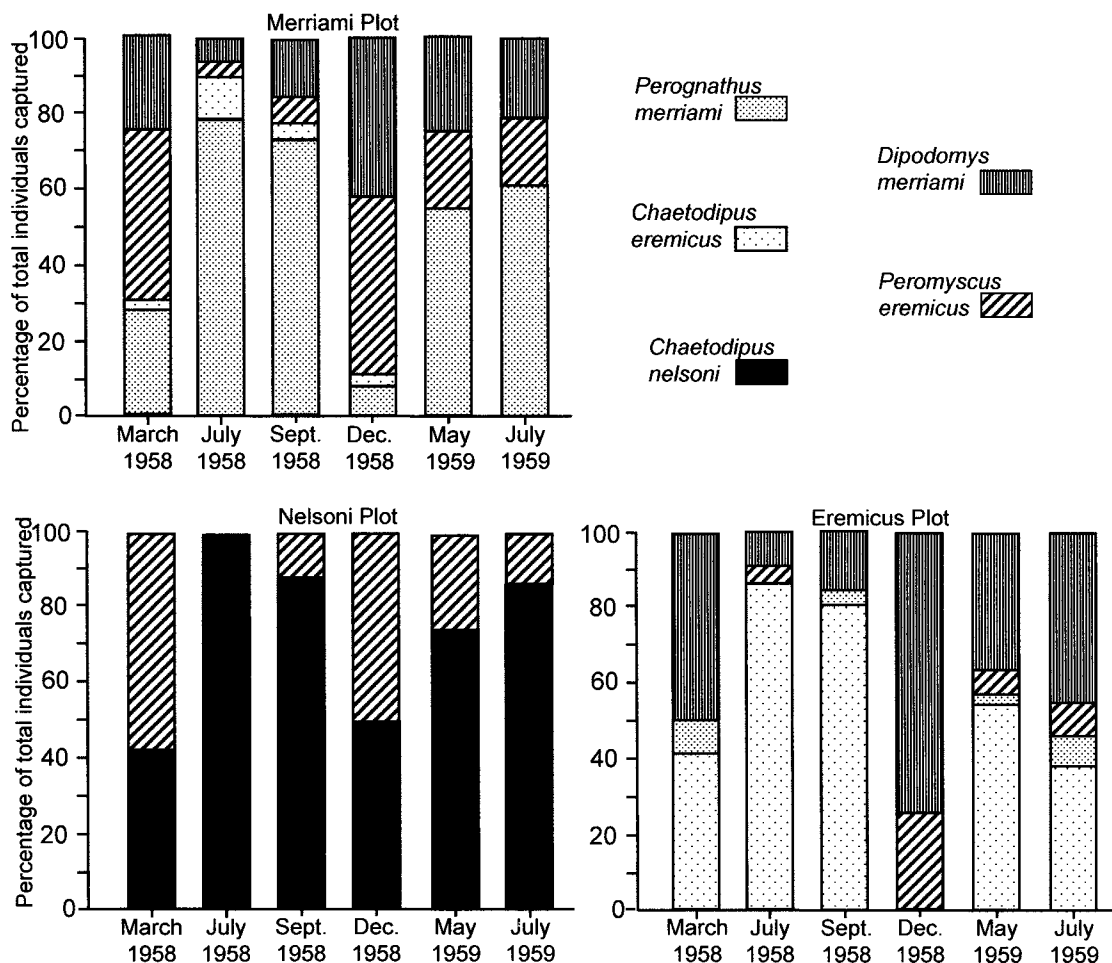 Merriami Plot
Percentage of total individuals captured
100
80
60
40
20
0
March July Sept. Dec. May July
1958 1958 1958 1958 1959 1959
Perognathus
merriami
Dipodomys
merriami
Chaetodipus
eremicus
Peromyscus
eremicus
Chaetodipus
nelsoni
Nelsoni Plot
Percentage of total individuals captured
100
80
60
40
20
0
March July Sept. Dec. May July
1958 1958 1958 1958 1959 1959
Eremicus Plot
100
80
60
40
20
0
March July Sept. Dec. May July
1958 1958 1958 1958 1959 1959